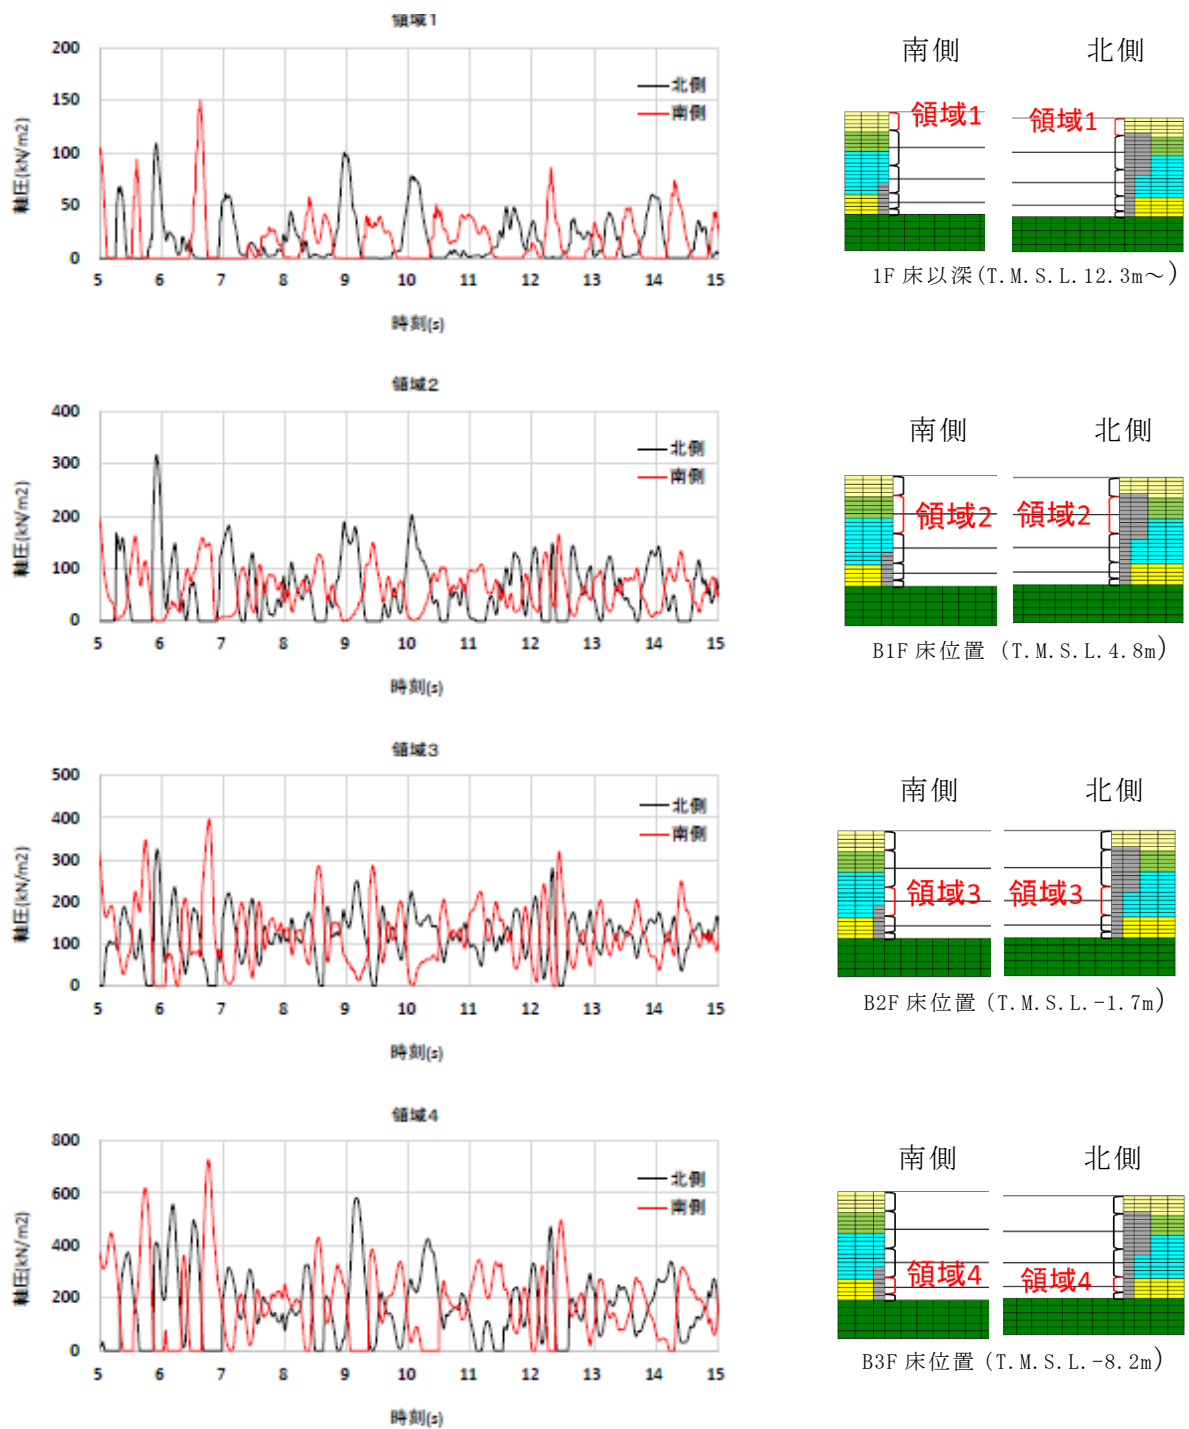 領域1
200
150
100
50
0
軸圧(kN/m2)
5 6 7 8 9 10 11 12 13 14 15
時刻(s)
北側
南側
南側 北側
領域1 領域1
1F 床以深(T.M.S.L.12.3m～)
領域2
400
300
200
100
0
軸圧(kN/m2)
5 6 7 8 9 10 11 12 13 14 15
時刻(s)
北側
南側
南側 北側
領域2 領域2
B1F 床位置 (T.M.S.L.4.8m)
領域3
500
400
300
200
100
0
軸圧(kN/m2)
5 6 7 8 9 10 11 12 13 14 15
時刻(s)
北側
南側
南側 北側
領域3 領域3
B2F 床位置 (T.M.S.L.-1.7m)
領域4
800
600
400
200
0
軸圧(kN/m2)
5 6 7 8 9 10 11 12 13 14 15
時刻(s)
北側
南側
南側 北側
領域4 領域4
B3F 床位置 (T.M.S.L.-8.2m)